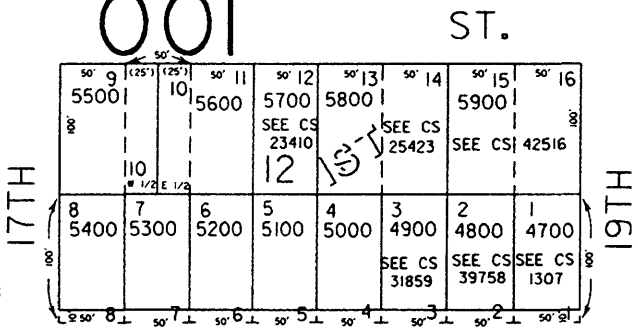 001 ST.
50'
50' 9 (25') (25') 50' 11 50' 12 50' 13 50' 14 50' 15 50' 16
5500 10 5600 5700 5800 5900
SEE CS SEE CS
100' 23410 25423 SEE CS 42516 100'
10 12 1ST
W 1/2 E 1/2
17TH 19TH
8 7 6 5 4 3 2 1
5400 5300 5200 5100 5000 4900 4800 4700
100' SEE CS SEE CS SEE CS 100'
31859 39758 1307
50' 8 50' 7 50' 6 50' 5 50' 4 50' 3 50' 2 50' 1